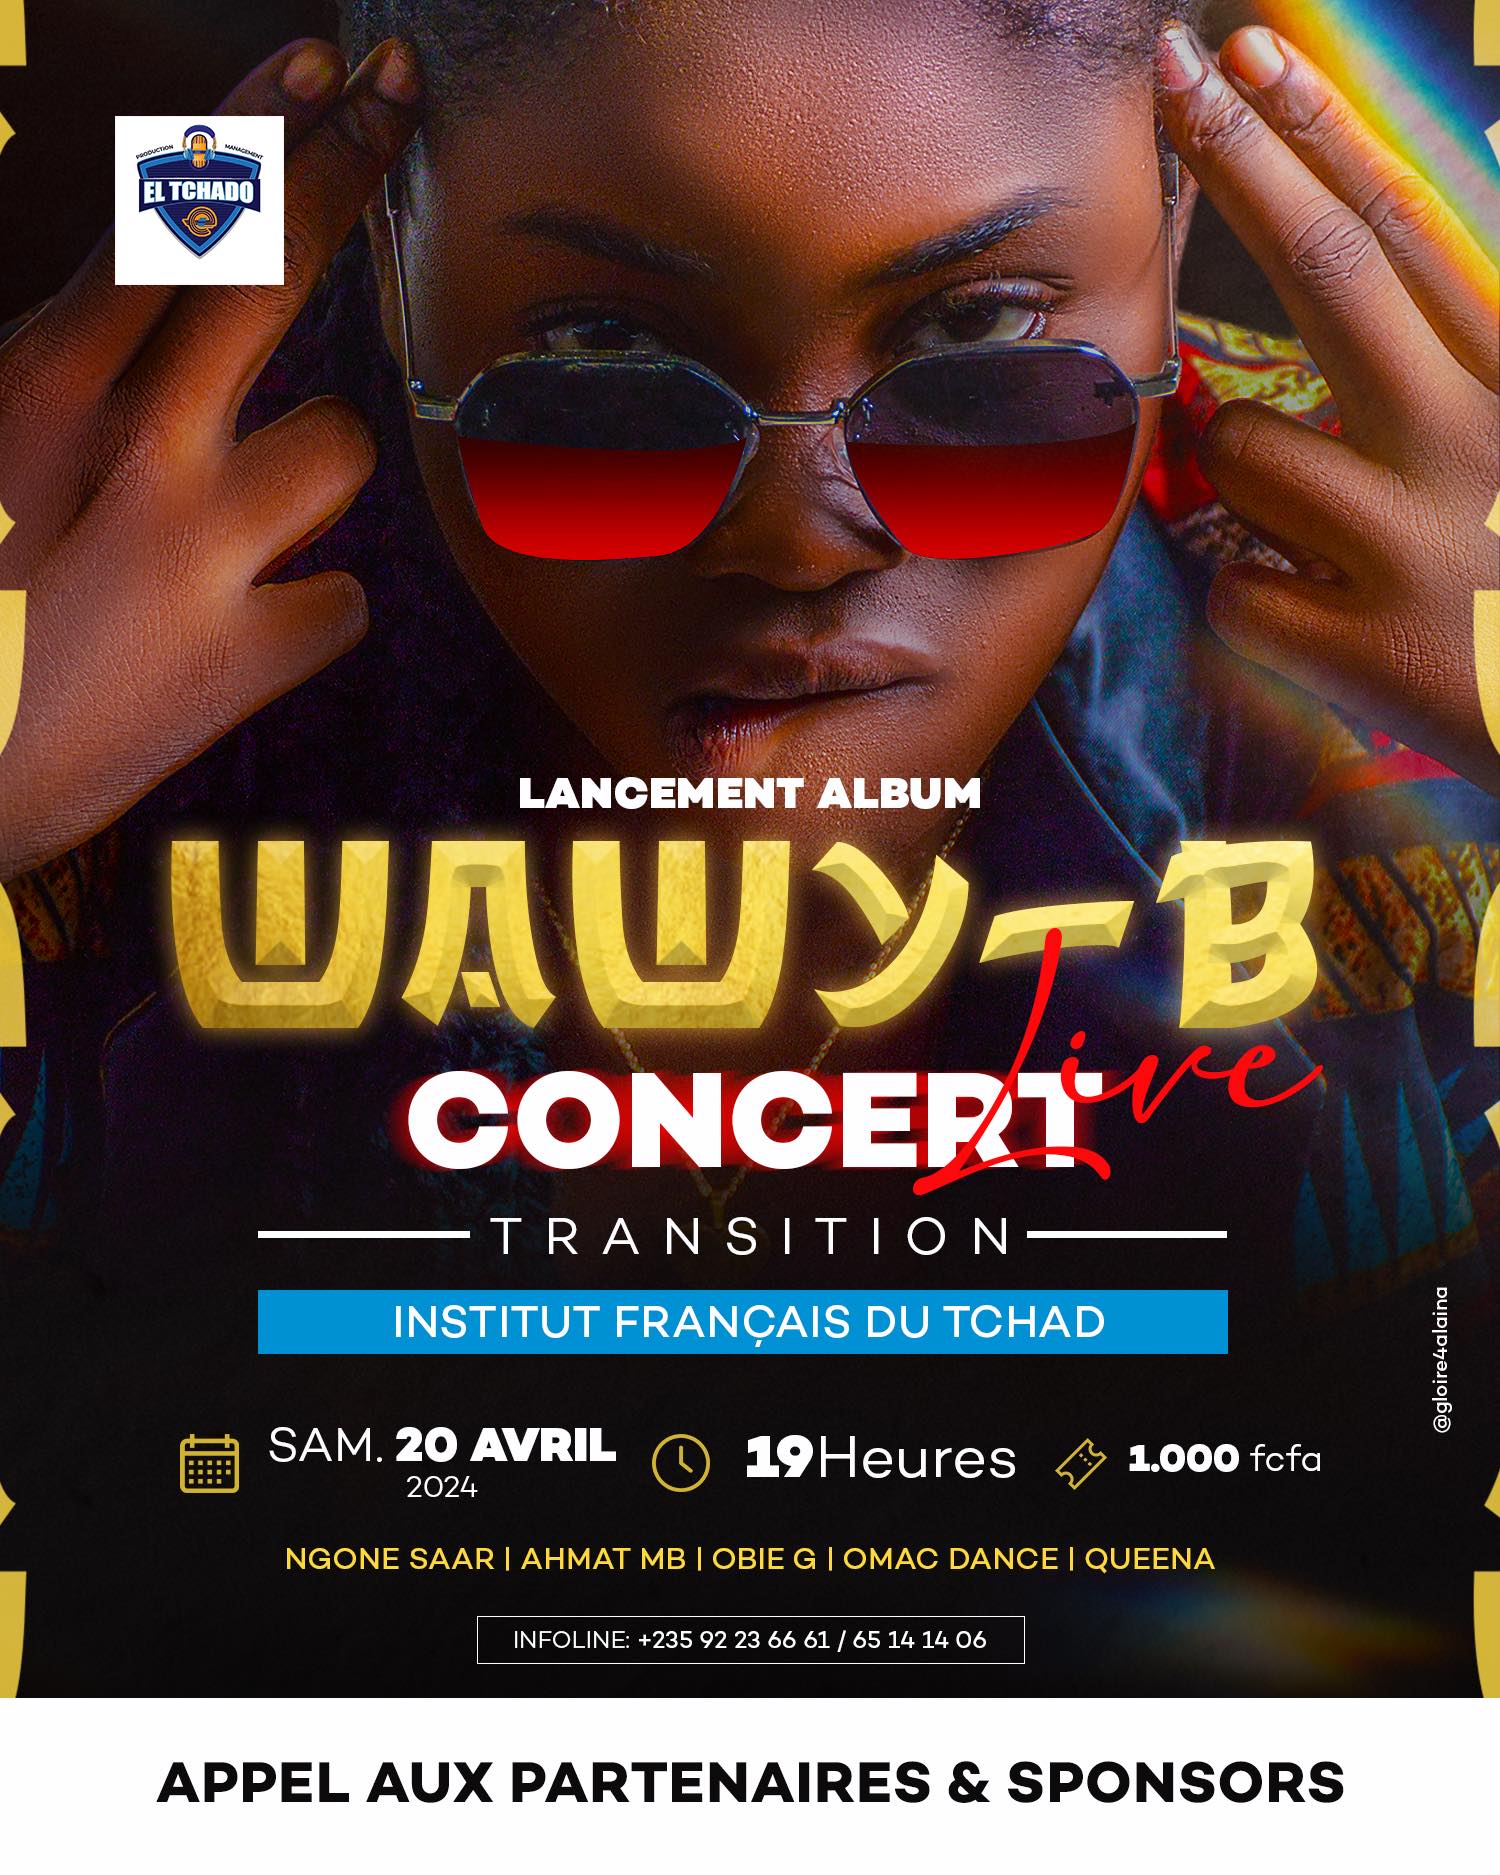 PRODUCTION MANAGEMENT
EL TCHADO
LANCEMENT ALBUM
WAWY-B
CONCERT Live
TRANSITION
INSTITUT FRANÇAIS DU TCHAD
@gloire4alaina
SAM. 20 AVRIL
2024
19Heures
1.000 fcfa
NGONE SAAR | AHMAT MB | OBIE G | OMAC DANCE | QUEENA
INFOLINE: +235 92 23 66 61 / 65 14 14 06
APPEL AUX PARTENAIRES & SPONSORS